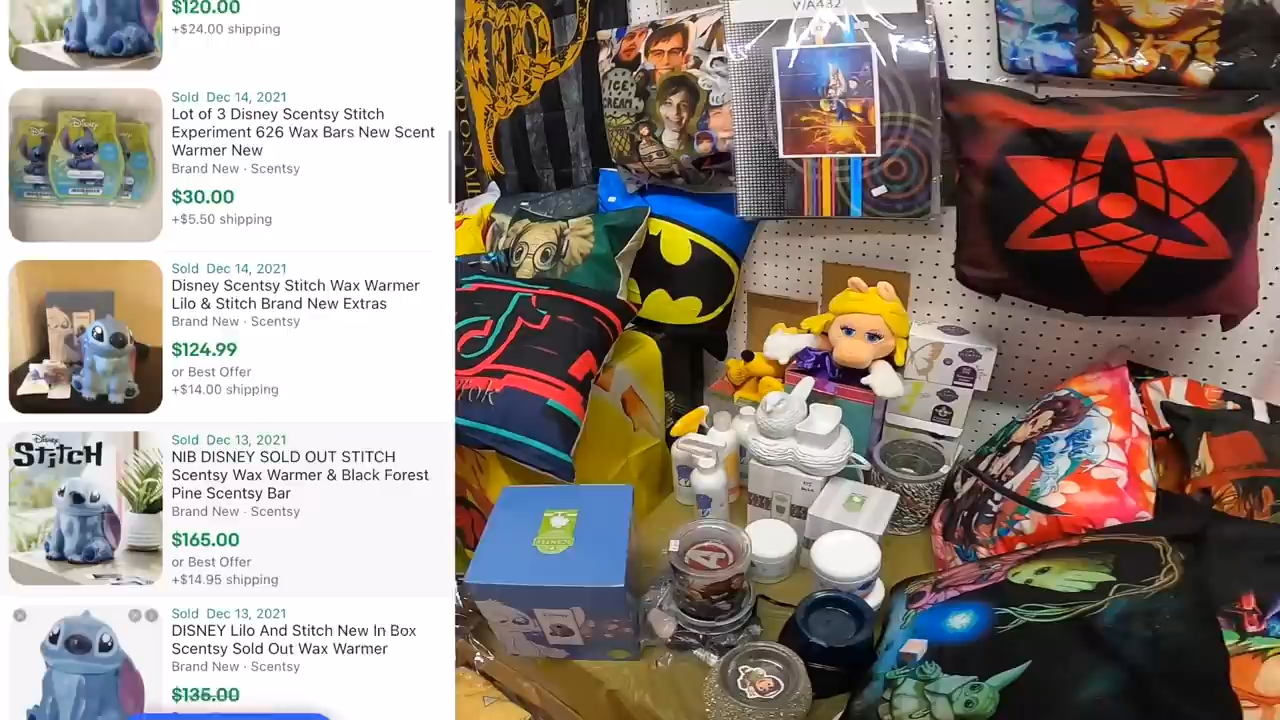 $120.00
+$24.00 shipping
Sold Dec 14, 2021
Lot of 3 Disney Scentsy Stitch
Experiment 626 Wax Bars New Scent
Warmer New
Brand New · Scentsy
$30.00
+$5.50 shipping
Sold Dec 14, 2021
Disney Scentsy Stitch Wax Warmer
Lilo & Stitch Brand New Extras
Brand New · Scentsy
$124.99
or Best Offer
+$14.00 shipping
Disney
STiTCH
Sold Dec 13, 2021
NIB DISNEY SOLD OUT STITCH
Scentsy Wax Warmer & Black Forest
Pine Scentsy Bar
Brand New · Scentsy
$165.00
or Best Offer
+$14.95 shipping
Sold Dec 13, 2021
DISNEY Lilo And Stitch New In Box
Scentsy Sold Out Wax Warmer
Brand New · Scentsy
$135.00
V/A432
ICE
CREAM
SCENTSY